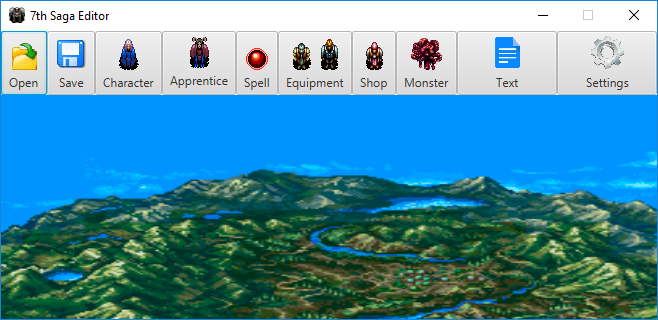 7th Saga Editor
Open
Save
Character
Apprentice
Spell
Equipment
Shop
Monster
Text
Settings